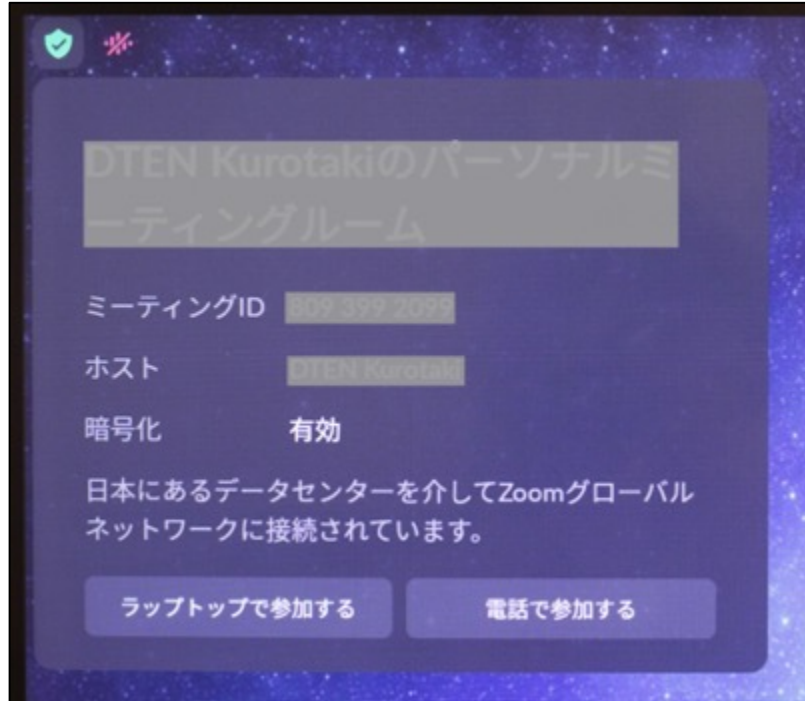 DTEN Kurotakiのパーソナルミ
ーティングルーム
ミーティングID 809 399 2099
ホスト DTEN Kurotaki
暗号化 有効
日本にあるデータセンターを介してZoomグローバル
ネットワークに接続されています。
ラップトップで参加する 電話で参加する